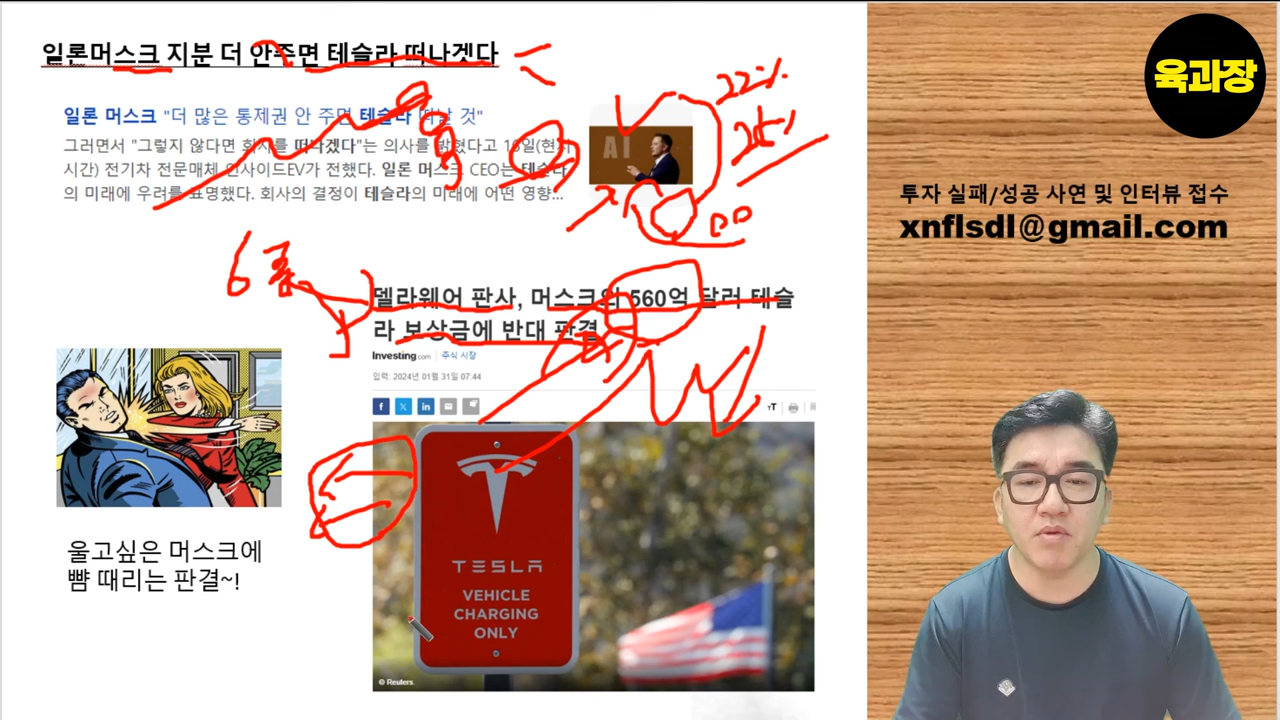 일론머스크 지분 더 안주면 테슬라 떠나겠다
일론 머스크 "더 많은 통제권 안 주면 테슬라 떠날 것"
그러면서 "그렇지 않다면 회사를 떠나겠다"는 의사를 밝혔다고 16일(현지
시간) 전기차 전문매체 인사이드EV가 전했다. 일론 머스크 CEO는 테슬라
의 미래에 우려를 표명했다. 회사의 결정이 테슬라의 미래에 어떤 영향...
AI
22%
25%
6조
델라웨어 판사, 머스크의 560억 달러 테슬
라 보상금에 반대 판결
Investing.com 주식 시장
입력: 2024년 01월 31일 07:44
TT
TESLA
VEHICLE
CHARGING
ONLY
© Reuters.
울고싶은 머스크에
뺨 때리는 판결~!
육과장
투자 실패/성공 사연 및 인터뷰 접수
xnflsdl@gmail.com